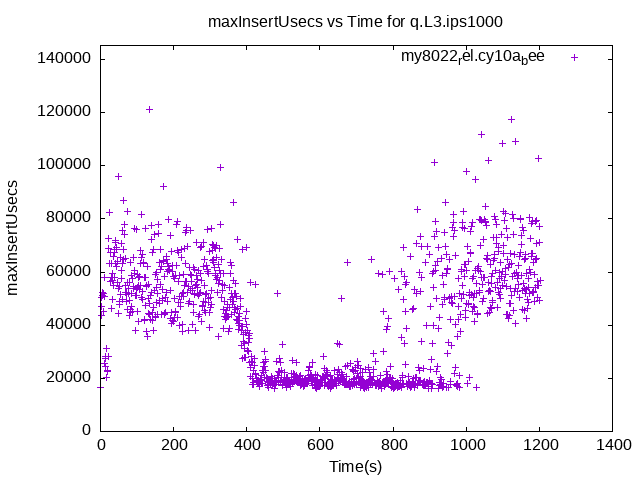 maxInsertUsecs vs Time for q.L3.ips1000
my8022rel.cy10abee
140000
120000
100000
80000
60000
40000
20000
0
maxInsertUsecs
0 200 400 600 800 1000 1200 1400
Time(s)